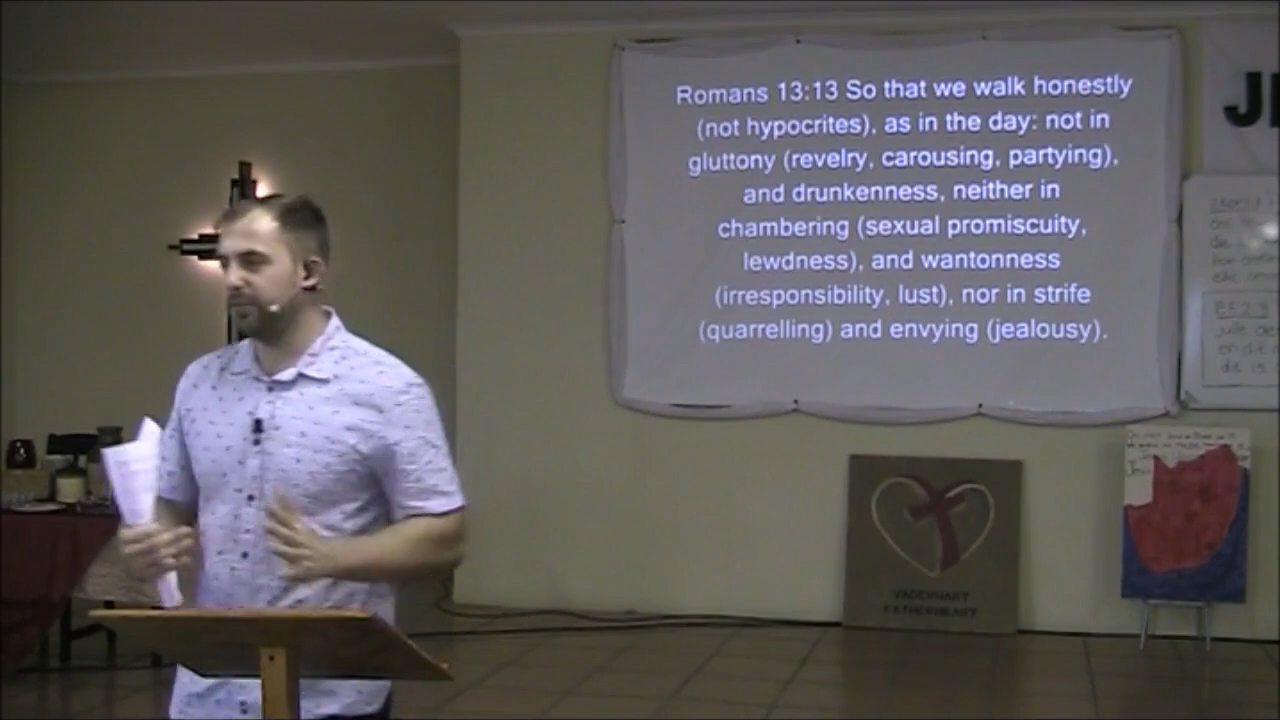 Romans 13:13 So that we walk honestly
(not hypocrites), as in the day: not in
gluttony (revelry, carousing, partying),
and drunkenness, neither in
chambering (sexual promiscuity,
lewdness), and wantonness
(irresponsibility, lust), nor in strife
(quarrelling) and envying (jealousy).
VADERHART
FATHERHEART